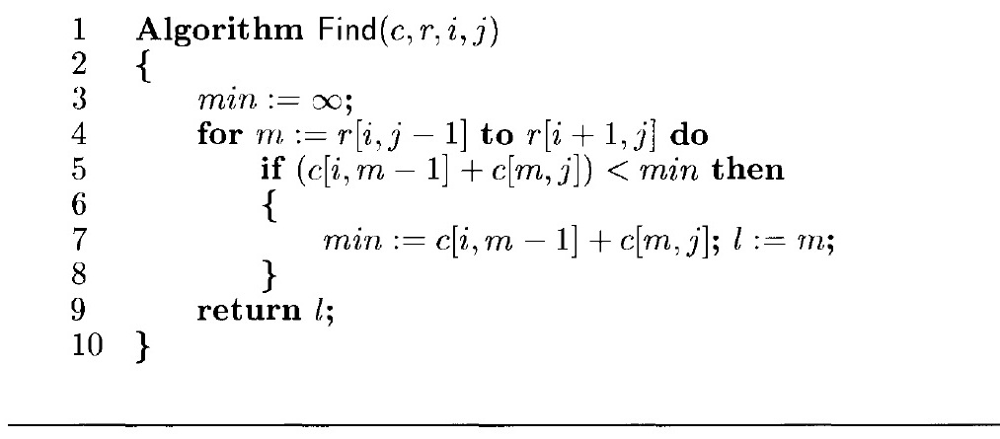 1 Algorithm Find(c, r, i, j)
2 {
3 min := ∞;
4 for m := r[i, j − 1] to r[i + 1, j] do
5 if (c[i, m − 1] + c[m, j]) < min then
6 {
7 min := c[i, m − 1] + c[m, j]; l := m;
8 }
9 return l;
10 }